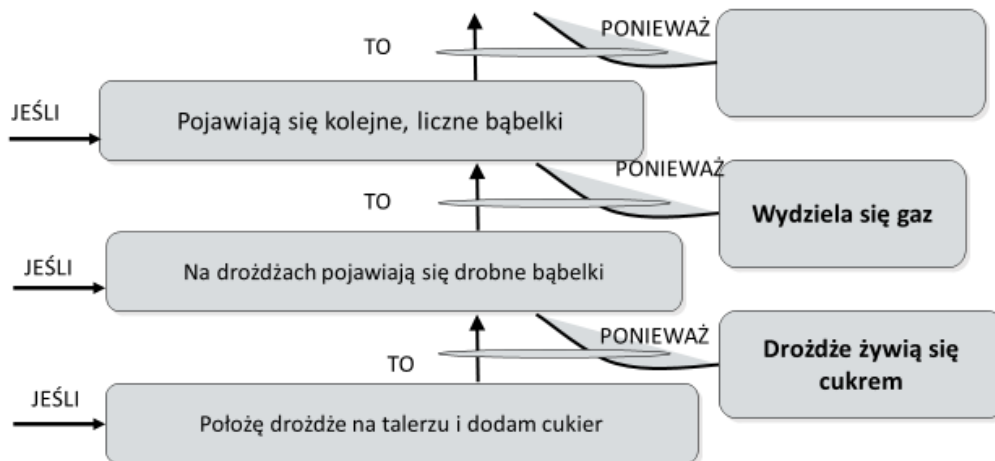 TO
PONIEWAŻ
JEŚLI
Pojawiają się kolejne, liczne bąbelki
TO
PONIEWAŻ
Wydziela się gaz
JEŚLI
Na drożdżach pojawiają się drobne bąbelki
TO
PONIEWAŻ
Drożdże żywią się
cukrem
JEŚLI
Położę drożdże na talerzu i dodam cukier